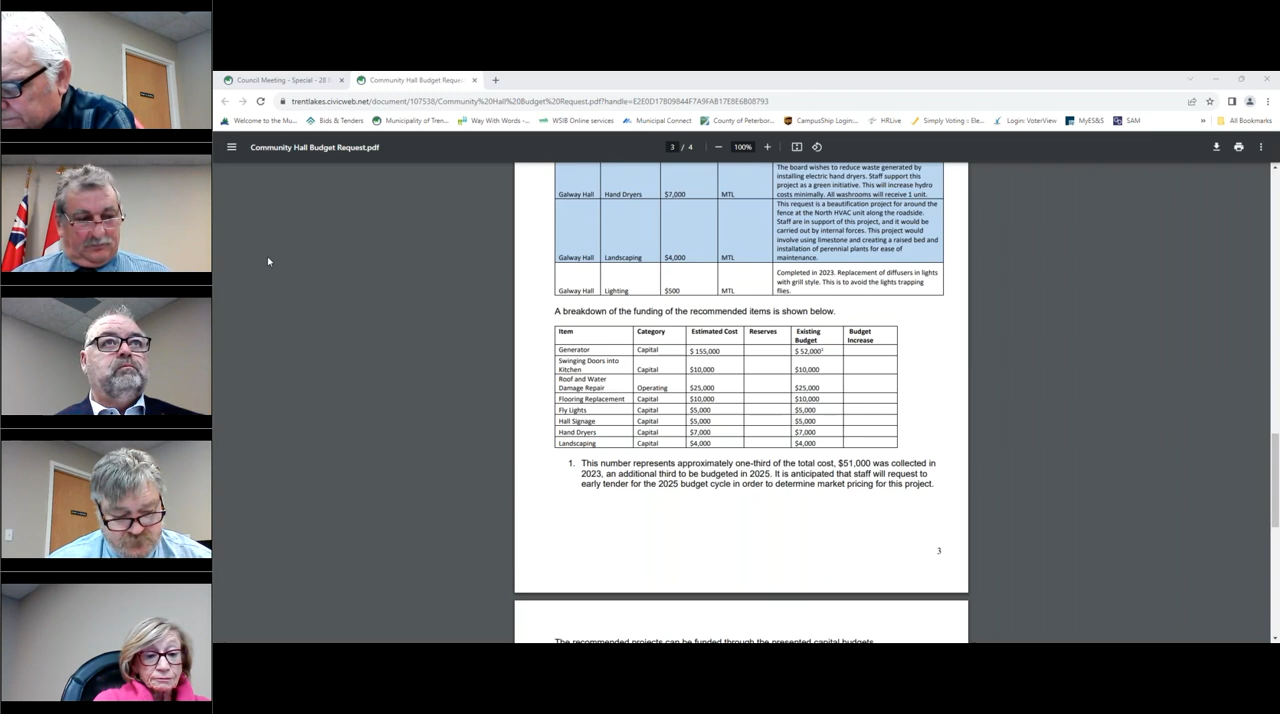 Council Meeting - Special - 28
Community Hall Budget Reque
trentlakes.civicweb.net/document/107538/Community%20Hall%20Budget%20Request.pdf?handle=E2E0D17B09844F7A9FAB17E8E6B08793
Welcome to the Mu... Bids & Tenders Municipality of Tren... Way With Words -... WSIB Online services Municipal Connect County of Peterbor... CampusShip Login:... HRLive Simply Voting :: Ele... Login: VoterView MyES&S SAM » All Bookmarks
Community Hall Budget Request.pdf 3 / 4 100%
The board wishes to reduce waste generated by
installing electric hand dryers. Staff support this
project as a green initiative. This will increase hydro
Galway Hall Hand Dryers $7,000 MTL costs minimally. All washrooms will receive 1 unit.
This request is a beautification project for around the
fence at the North HVAC unit along the roadside.
Staff are in support of this project, and it would be
carried out by internal forces. This project would
involve using limestone and creating a raised bed and
installation of perennial plants for ease of
Galway Hall Landscaping $4,000 MTL maintenance.
Completed in 2023. Replacement of diffusers in lights
with grill style. This is to avoid the lights trapping
Galway Hall Lighting $500 MTL flies.
A breakdown of the funding of the recommended items is shown below.
Item Category Estimated Cost Reserves Existing Budget
Budget Increase
Generator Capital $ 155,000 $ 52,000¹
Swinging Doors into
Kitchen Capital $10,000 $10,000
Roof and Water
Damage Repair Operating $25,000 $25,000
Flooring Replacement Capital $10,000 $10,000
Fly Lights Capital $5,000 $5,000
Hall Signage Capital $5,000 $5,000
Hand Dryers Capital $7,000 $7,000
Landscaping Capital $4,000 $4,000
1. This number represents approximately one-third of the total cost, $51,000 was collected in
2023, an additional third to be budgeted in 2025. It is anticipated that staff will request to
early tender for the 2025 budget cycle in order to determine market pricing for this project.
3
The recommended projects can be funded through the presented capital budgets